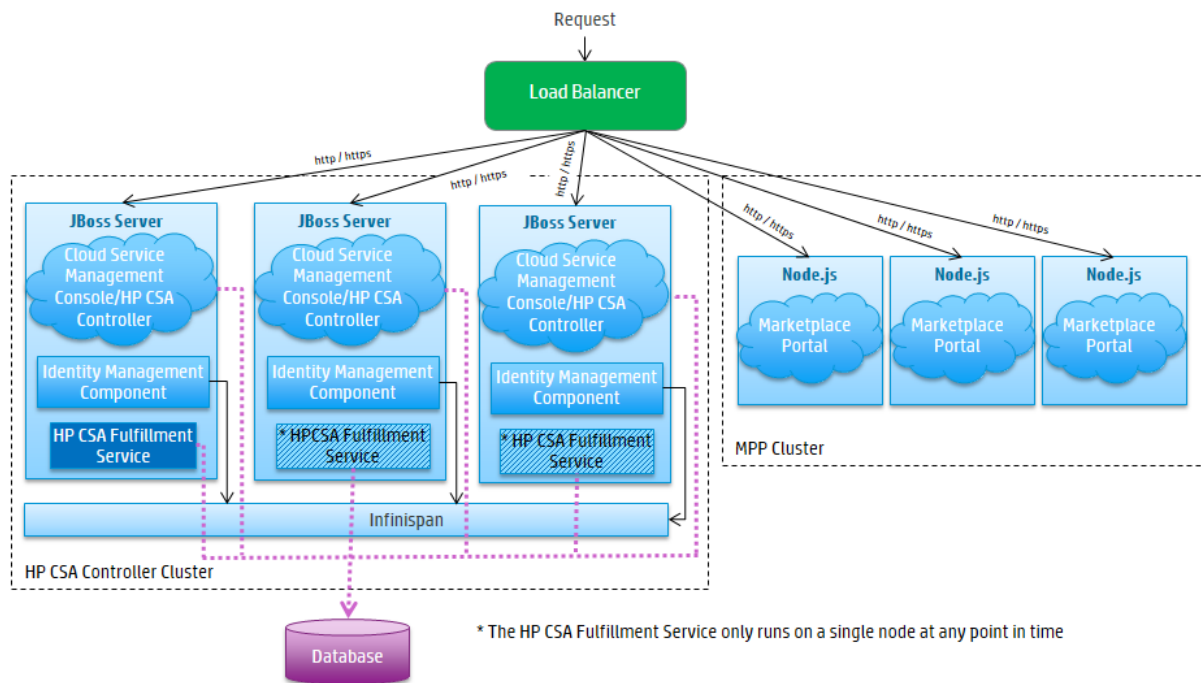 Request
Load Balancer
http / https
http / https
http / https
http / https
http / https
http / https
JBoss Server
Cloud Service
Management
Console/HP CSA
Controller
Identity Management
Component
HP CSA Fulfillment
Service
JBoss Server
Cloud Service
Management
Console/HP CSA
Controller
Identity Management
Component
* HPCSA Fulfillment
Service
JBoss Server
Cloud Service
Management
Console/HP CSA
Controller
Identity Management
Component
* HP CSA Fulfillment
Service
Infinispan
HP CSA Controller Cluster
Node.js
Marketplace
Portal
Node.js
Marketplace
Portal
Node.js
Marketplace
Portal
MPP Cluster
Database
* The HP CSA Fulfillment Service only runs on a single node at any point in time